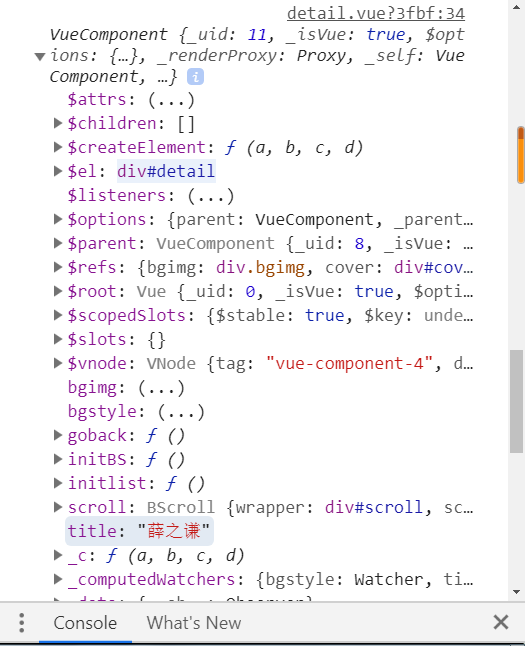 detail.vue?3fbf:34
VueComponent {_uid: 11, _isVue: true, $opt
ions: {…}, _renderProxy: Proxy, _self: Vue
Component, …} i
$attrs: (...)
$children: []
$createElement: ƒ (a, b, c, d)
$el: div#detail
$listeners: (...)
$options: {parent: VueComponent, _parent…
$parent: VueComponent {_uid: 8, _isVue: …
$refs: {bgimg: div.bgimg, cover: div#cov…
$root: Vue {_uid: 0, _isVue: true, $opti…
$scopedSlots: {$stable: true, $key: unde…
$slots: {}
$vnode: VNode {tag: "vue-component-4", d…
bgimg: (...)
bgstyle: (...)
goback: ƒ ()
initBS: ƒ ()
initlist: ƒ ()
scroll: BScroll {wrapper: div#scroll, sc…
title: "薛之谦"
_c: ƒ (a, b, c, d)
_computedWatchers: {bgstyle: Watcher, ti…
Console What's New